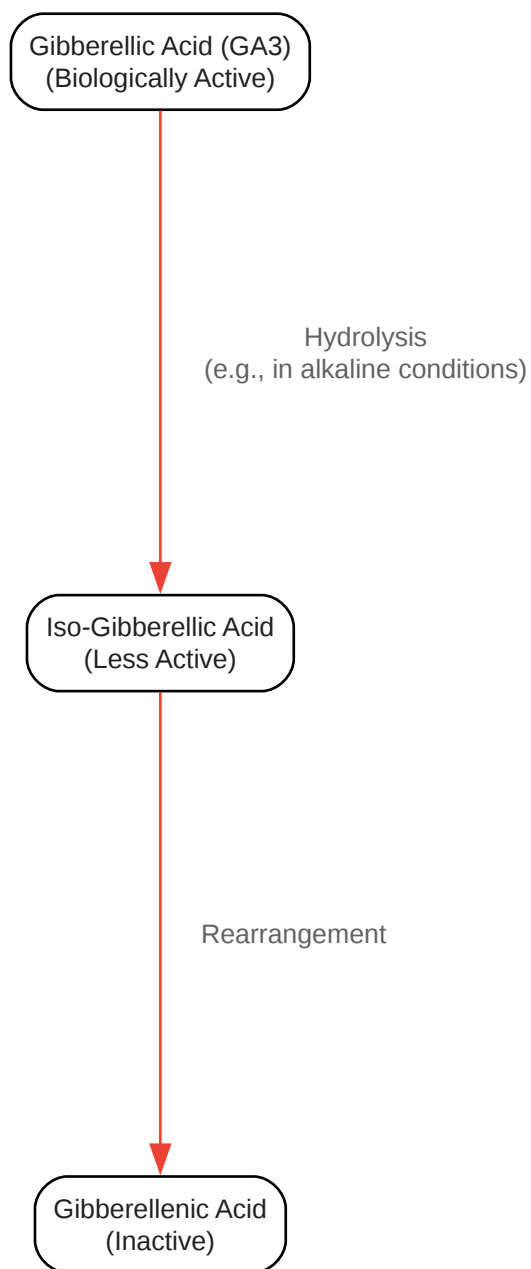 Gibberellic Acid (GA3)
(Biologically Active)
Hydrolysis
(e.g., in alkaline conditions)
Iso-Gibberellic Acid
(Less Active)
Rearrangement
Gibberellenic Acid
(Inactive)